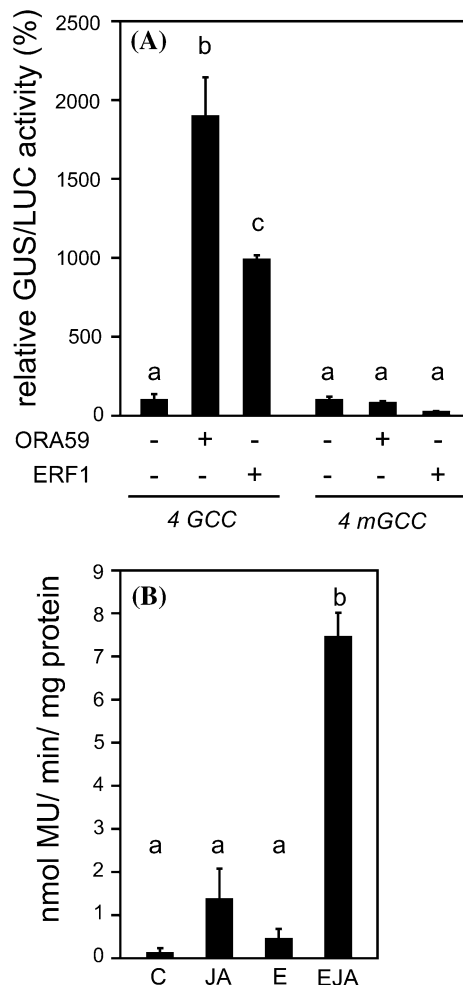 (A)
relative GUS/LUC activity (%)
2500
2000
1500
1000
500
0
a
b
c
a
a
a
ORA59 - + - - + -
ERF1 - - + - - +
4 GCC 4 mGCC
(B)
nmol MU/ min/ mg protein
9
8
7
6
5
4
3
2
1
0
a
a
a
b
C JA E EJA